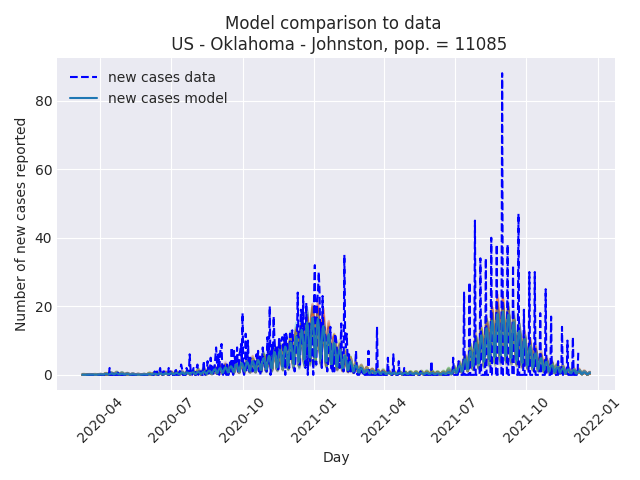 Model comparison to data
US - Oklahoma - Johnston, pop. = 11085
new cases data
new cases model
Number of new cases reported
80
60
40
20
0
2020-04
2020-07
2020-10
2021-01
2021-04
2021-07
2021-10
2022-01
Day